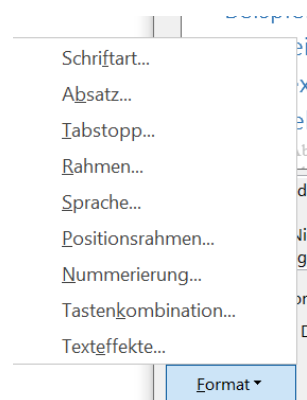 Schriftart...
Absatz...
Tabstopp...
Rahmen...
Sprache...
Positionsrahmen...
Nummerierung...
Tastenkombination...
Texteffekte...
Format